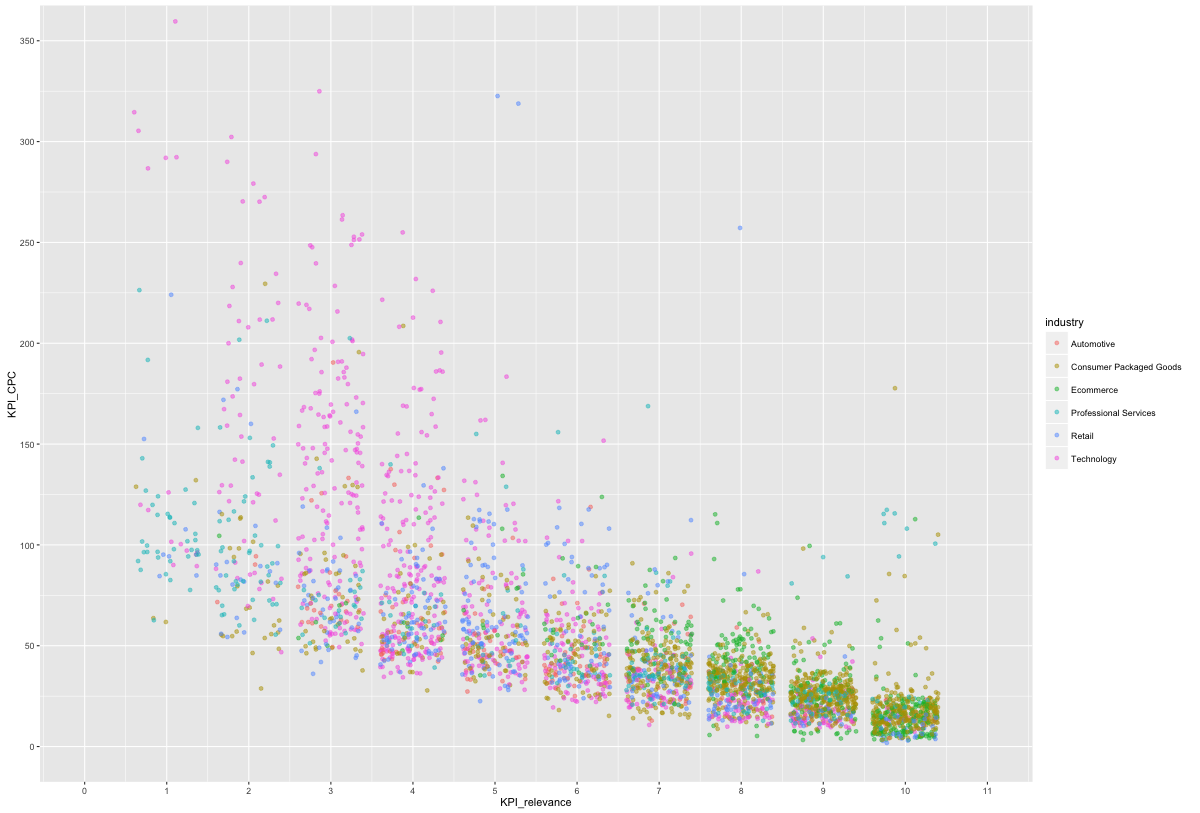 350
300
250
200
150
100
50
0
KPI_CPC
0 1 2 3 4 5 6 7 8 9 10 11
KPI_relevance
industry
Automotive
Consumer Packaged Goods
Ecommerce
Professional Services
Retail
Technology